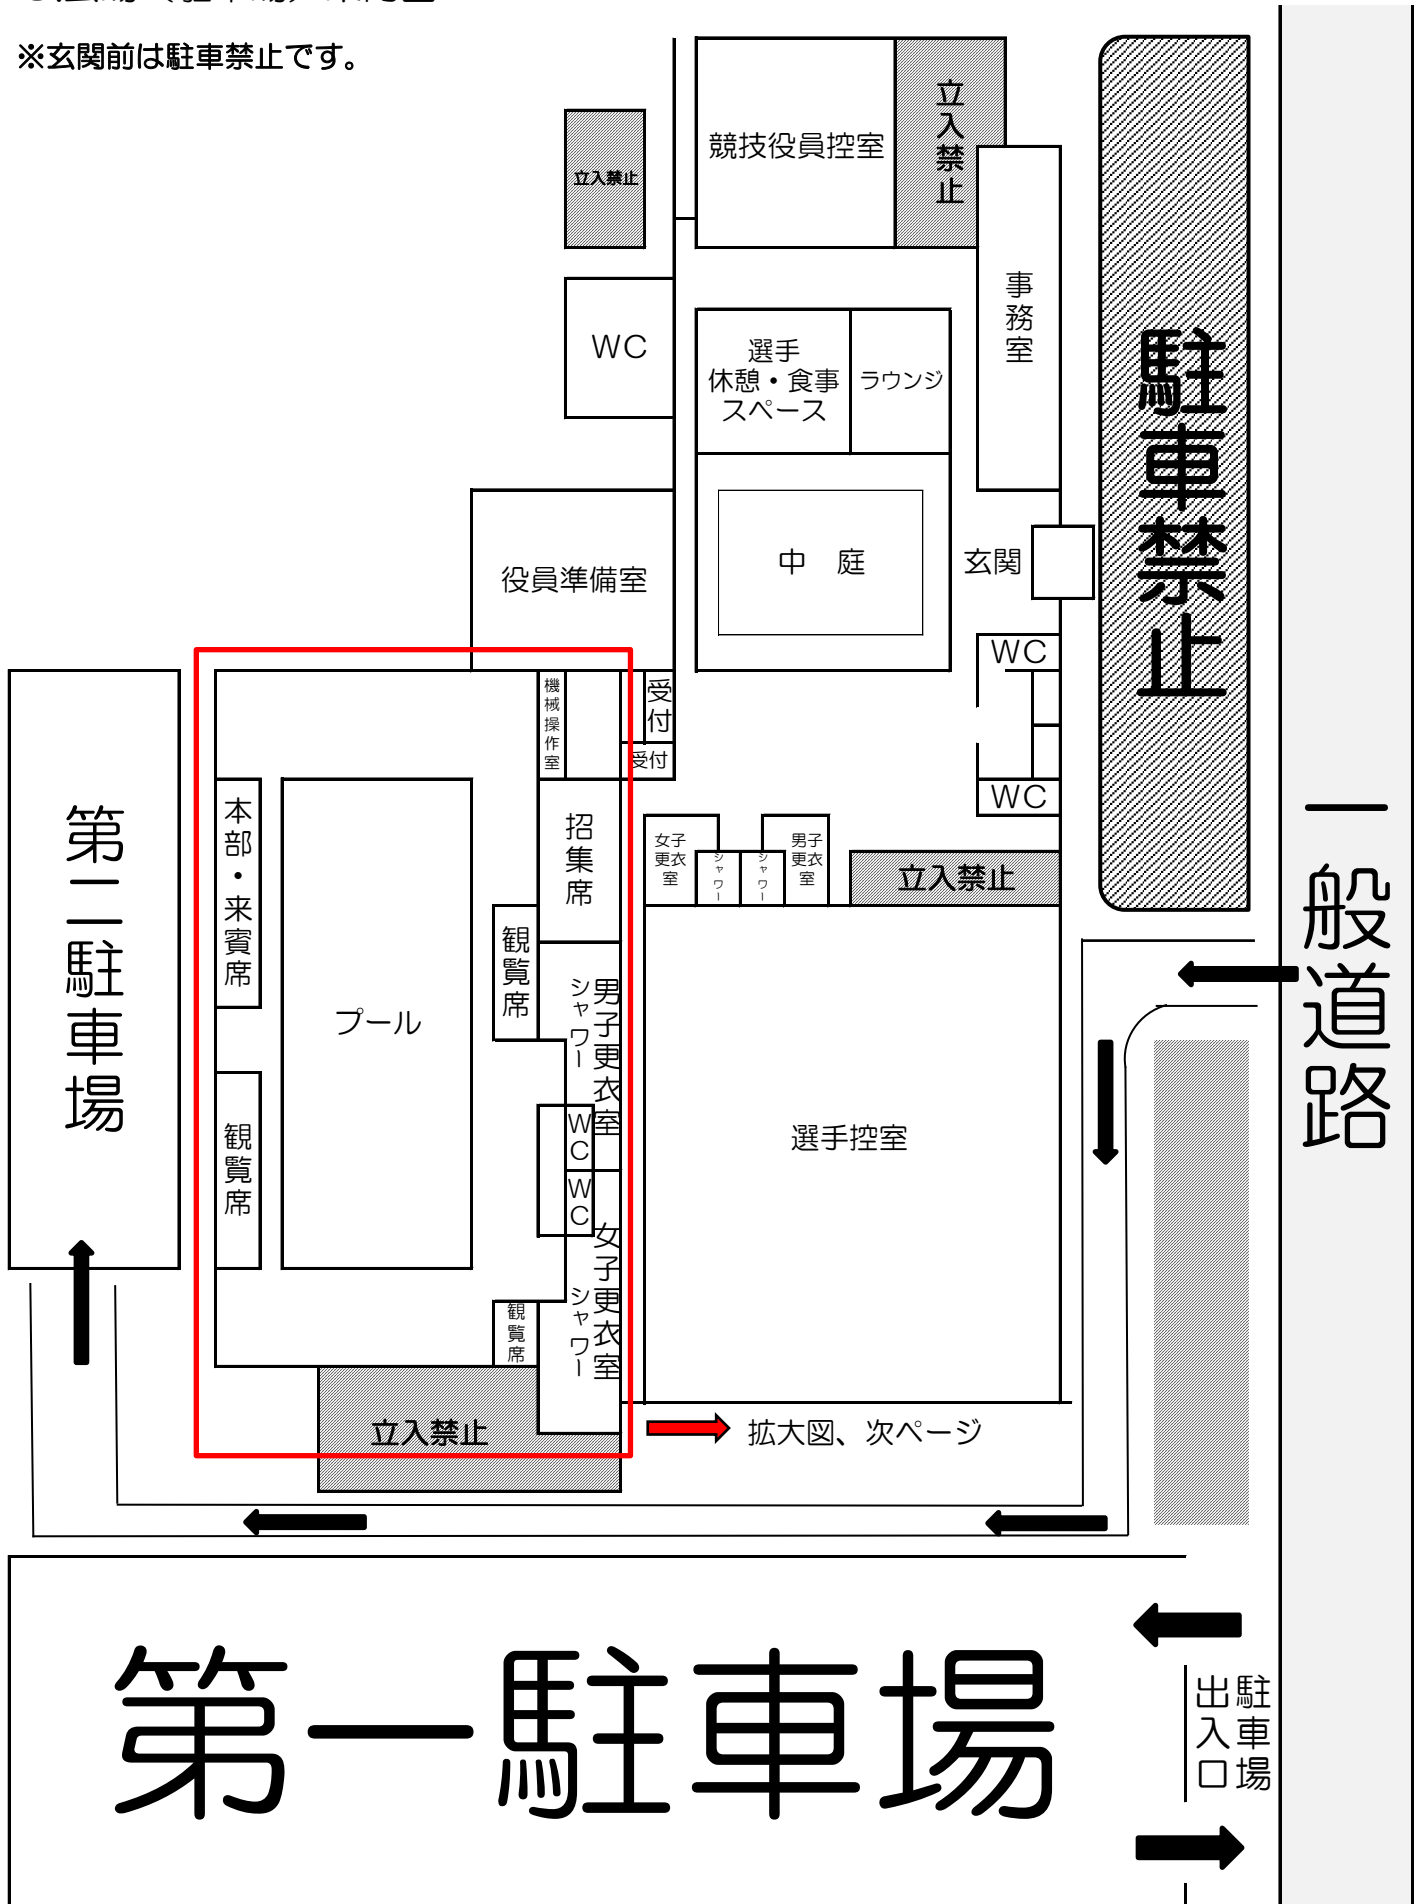 ※玄関前は駐車禁止です。
競技役員控室
立入禁止
立入禁止
事務室
WC
選手
休憩・食事
スペース
ラウンジ
駐車禁止
中　庭
玄関
役員準備室
WC
機械操作室
受付
受付
WC
第二駐車場
本部・来賓席
プール
招集席
女子
更衣
室
シャワー
シャワー
男子
更衣
室
立入禁止
一般道路
観覧席
男子更衣室
シャワー
WC
WC
選手控室
観覧席
女子更衣室
シャワー
観覧席
立入禁止
拡大図、次ページ
第一駐車場
駐車場
出入口